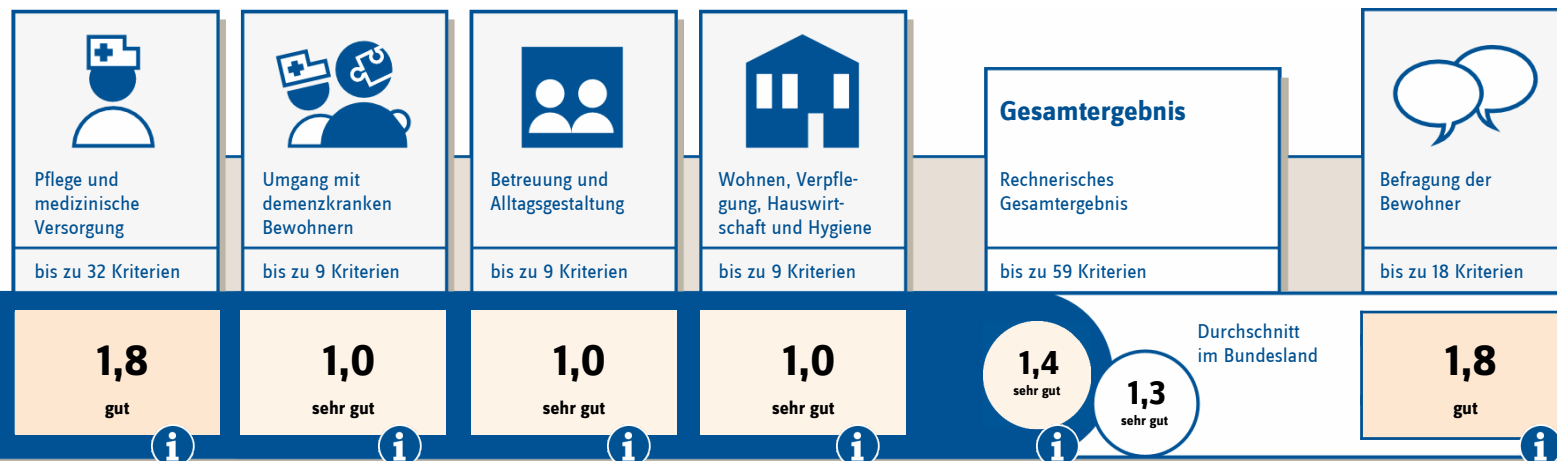 Pflege und
medizinische
Versorgung
bis zu 32 Kriterien
1,8
gut
i
Umgang mit
demenzkranken
Bewohnern
bis zu 9 Kriterien
1,0
sehr gut
i
Betreuung und
Alltagsgestaltung
bis zu 9 Kriterien
1,0
sehr gut
i
Wohnen, Verpfle-
gung, Hauswirt-
schaft und Hygiene
bis zu 9 Kriterien
1,0
sehr gut
i
Gesamtergebnis
Rechnerisches
Gesamtergebnis
bis zu 59 Kriterien
1,4
sehr gut
i
1,3
sehr gut
Durchschnitt
im Bundesland
Befragung der
Bewohner
bis zu 18 Kriterien
1,8
gut
i